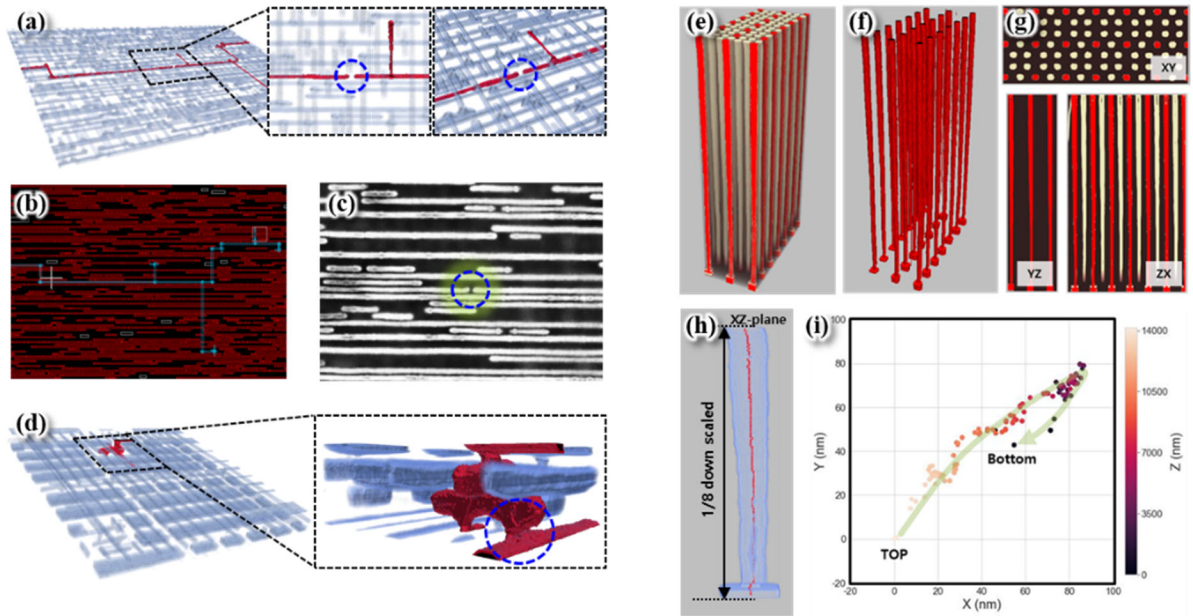 (a)
(b)
(c)
(d)
(e)
(f)
(g)
XY
YZ
ZX
(h)
XZ-plane
1/8 down scaled
(i)
100
80
60
40
20
0
-20
Y (nm)
-20
0
20
40
60
80
100
X (nm)
TOP
Bottom
14000
10500
7000
3500
0
Z (nm)